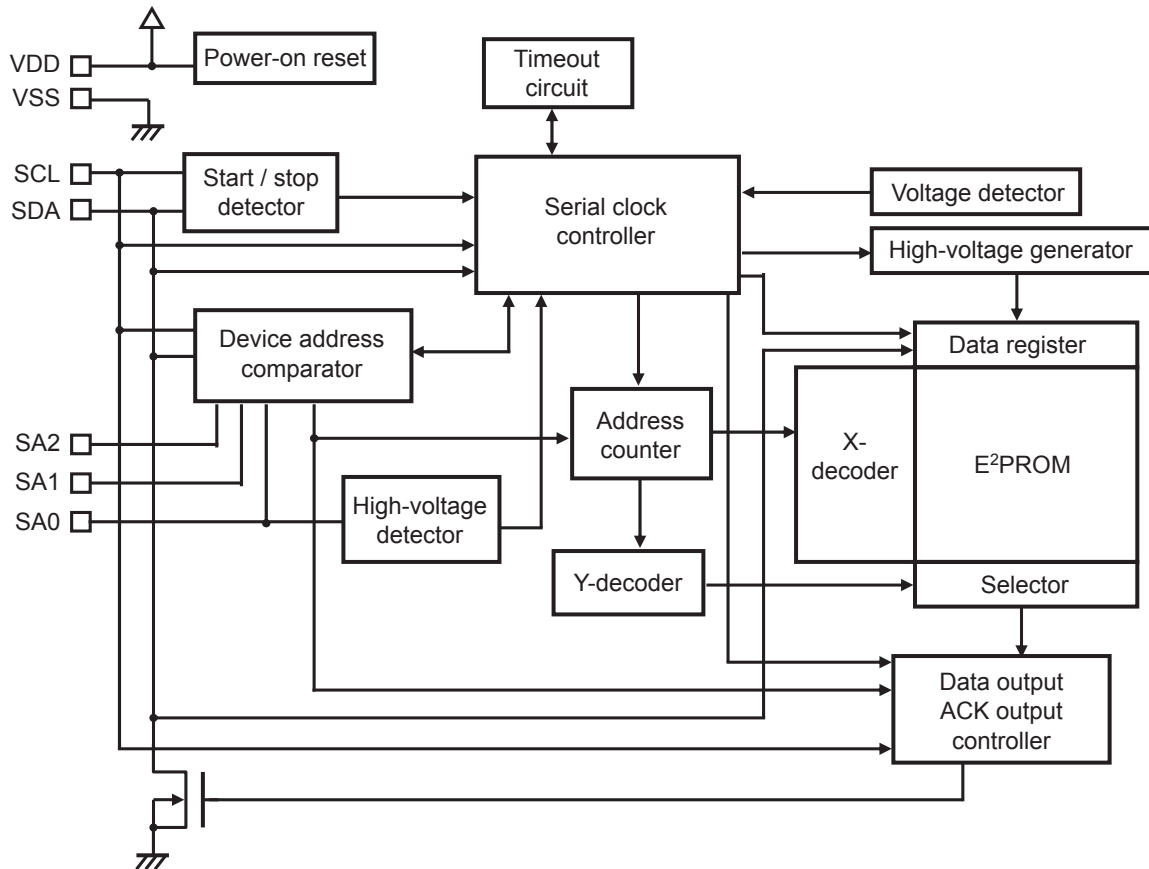 VDD
Power-on reset
VSS
Timeout
circuit
SCL
SDA
Start / stop
detector
Serial clock
controller
Voltage detector
High-voltage generator
Device address
comparator
Data register
SA2
SA1
SA0
Address
counter
X-
decoder
E²PROM
High-voltage
detector
Y-decoder
Selector
Data output
ACK output
controller